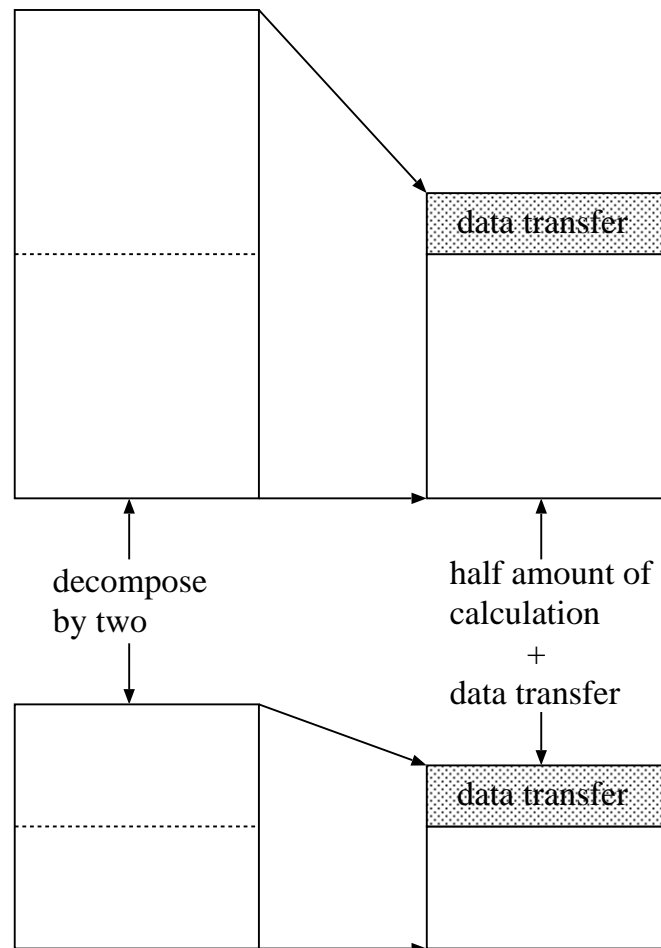 data transfer
decompose
by two
half amount of
calculation
+
data transfer
data transfer